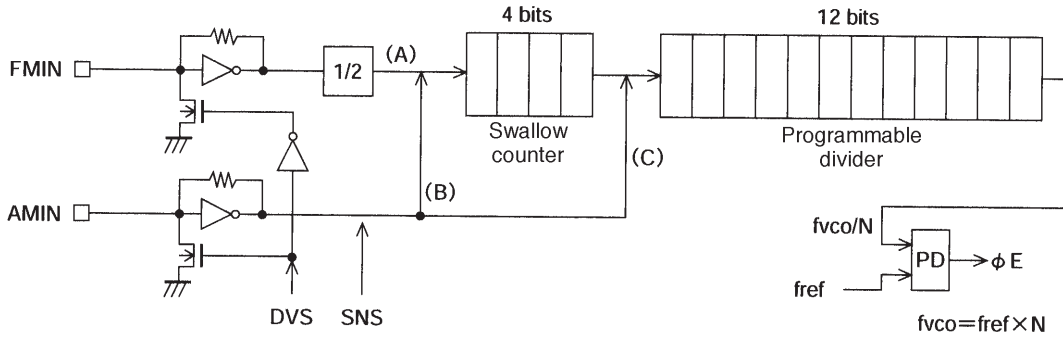 4 bits
12 bits
FMIN
1/2
(A)
Swallow
counter
Programmable
divider
(C)
(B)
AMIN
fvco/N
PD
ϕE
fref
DVS
SNS
fvco=fref×N